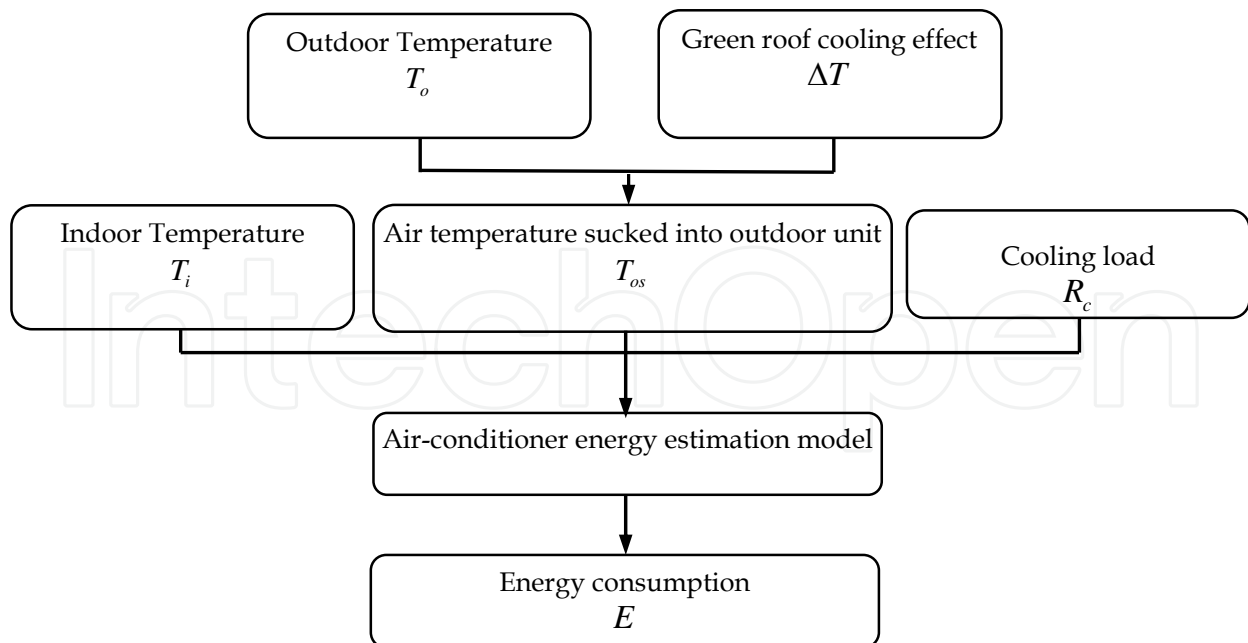 Outdoor Temperature
T_o
Green roof cooling effect
ΔT
Indoor Temperature
T_i
Air temperature sucked into outdoor unit
T_os
Cooling load
R_c
IntechOpen
Air-conditioner energy estimation model
Energy consumption
E